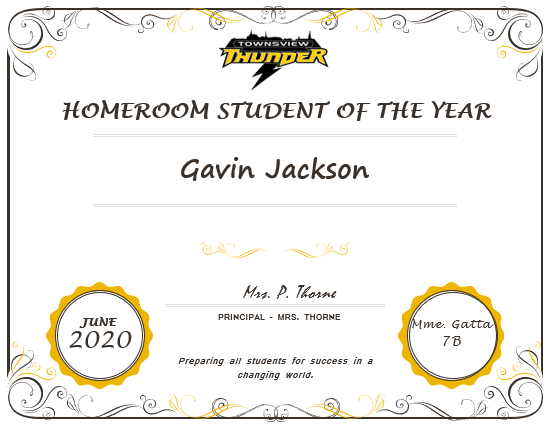 TOWNSVIEW
THUNDER
HOMEROOM STUDENT OF THE YEAR
Gavin Jackson
Mrs. P. Thorne
PRINCIPAL - MRS. THORNE
JUNE
2020
Mme. Gatta
7B
Preparing all students for success in a
changing world.